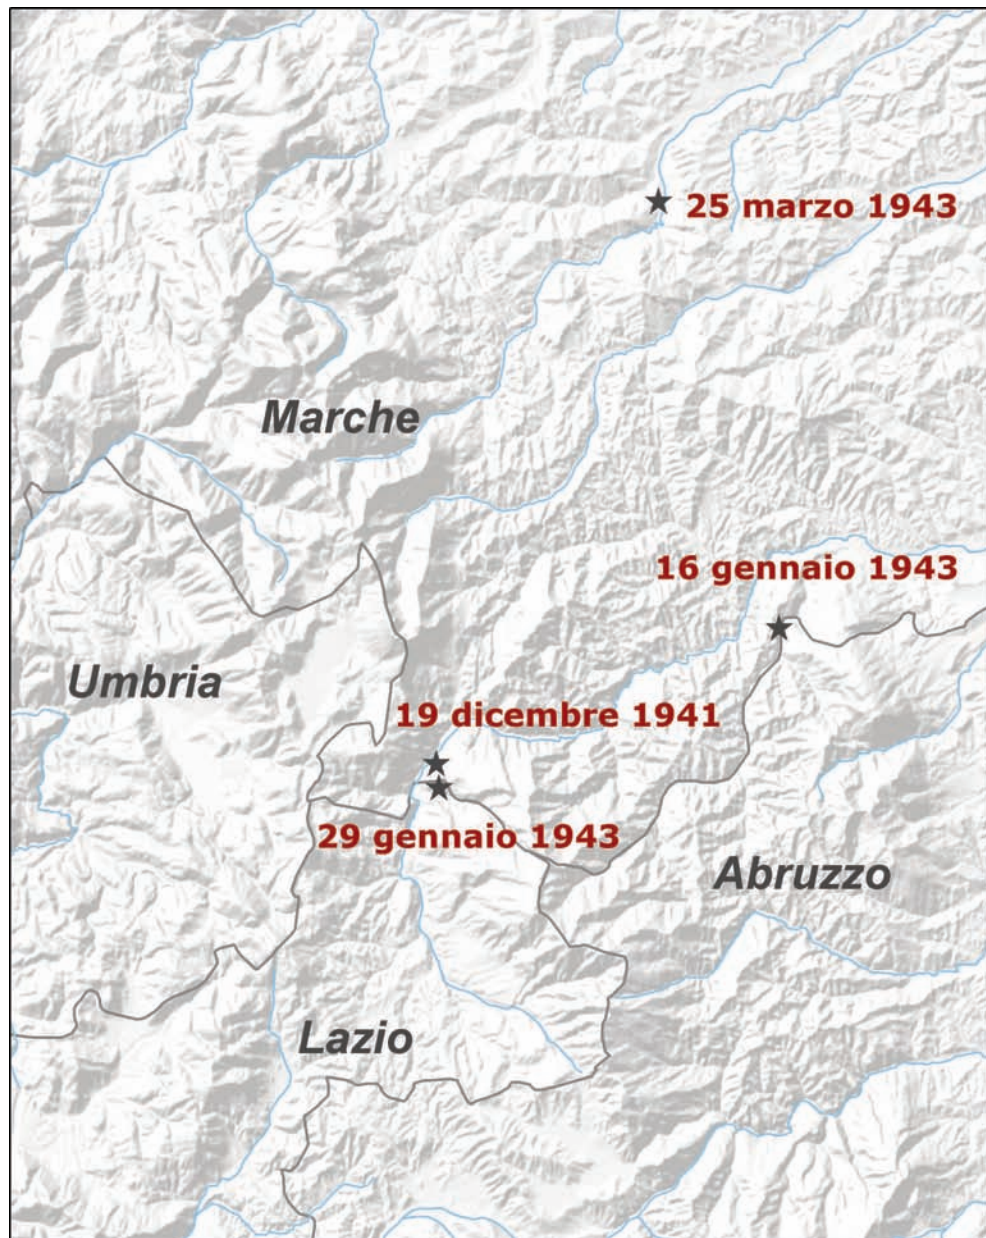 25 marzo 1943
Marche
16 gennaio 1943
Umbria
19 dicembre 1941
29 gennaio 1943
Abruzzo
Lazio